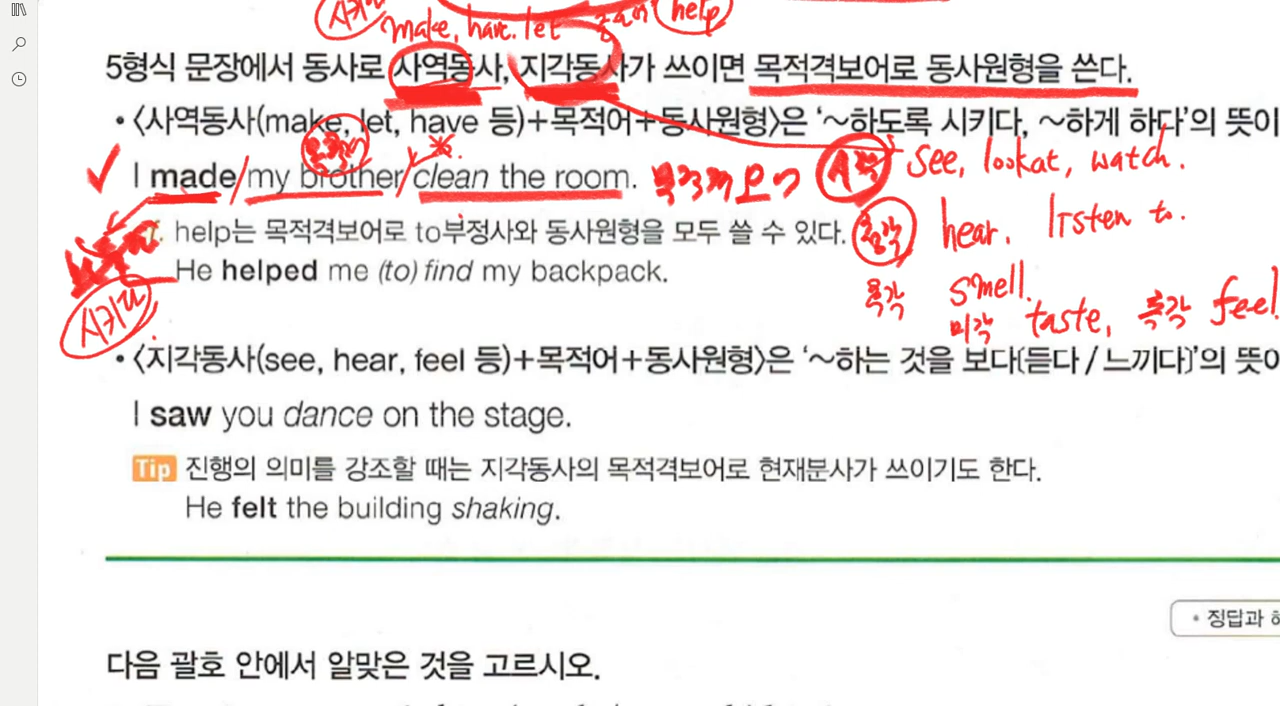 시키다
make, have. let help
5형식 문장에서 동사로 사역동사, 지각동사가 쓰이면 목적격보어로 동사원형을 쓴다.
• 〈사역동사(make, let, have 등)+목적어+동사원형〉은 ‘~하도록 시키다, ~하게 하다’의 뜻이
목적어
I made/my brother/clean the room. 목적격보어 시각 see, look at, watch.
help는 목적격보어로 to부정사와 동사원형을 모두 쓸 수 있다. 청각 hear. listen to.
He helped me (to) find my backpack.
시키다
후각 smell.
미각 taste, 촉각 feel
• 〈지각동사(see, hear, feel 등)+목적어+동사원형〉은 ‘~하는 것을 보다〔듣다 / 느끼다〕’의 뜻이
I saw you dance on the stage.
Tip 진행의 의미를 강조할 때는 지각동사의 목적격보어로 현재분사가 쓰이기도 한다.
He felt the building shaking.
• 정답과
다음 괄호 안에서 알맞은 것을 고르시오.